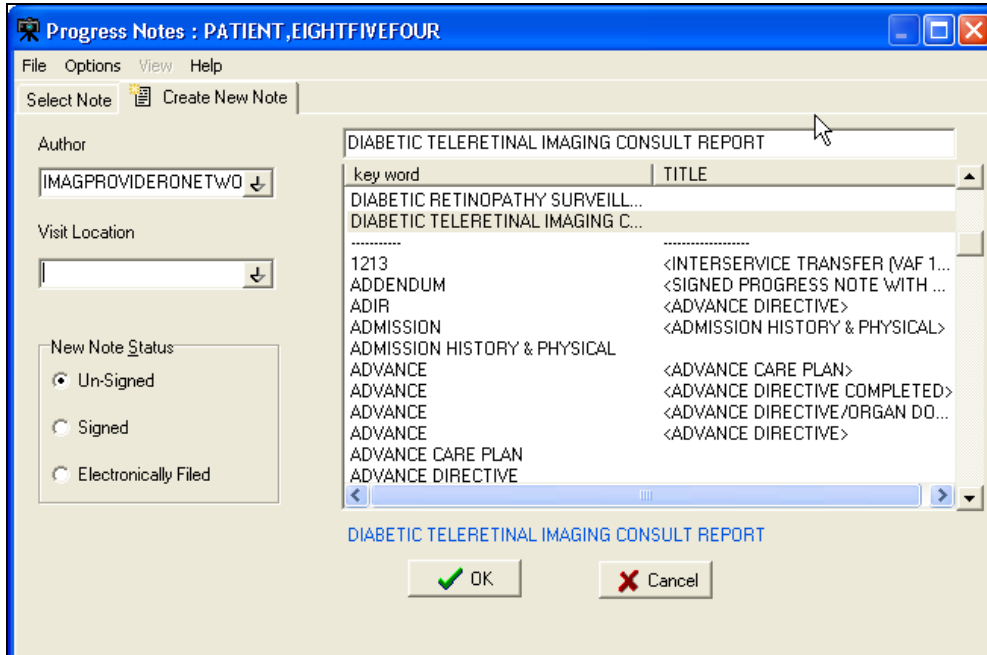 Progress Notes : PATIENT,EIGHTFIVEFOUR
File Options View Help
Select Note Create New Note
Author
IMAGPROVIDERONETWO
Visit Location
New Note Status
Un-Signed
Signed
Electronically Filed
DIABETIC TELERETINAL IMAGING CONSULT REPORT
key word TITLE
DIABETIC RETINOPATHY SURVEILL...
DIABETIC TELERETINAL IMAGING C...
----------- ------------------
1213 <INTERSERVICE TRANSFER (VAF 1...
ADDENDUM <SIGNED PROGRESS NOTE WITH ...
ADIR <ADVANCE DIRECTIVE>
ADMISSION <ADMISSION HISTORY & PHYSICAL>
ADMISSION HISTORY & PHYSICAL
ADVANCE <ADVANCE CARE PLAN>
ADVANCE <ADVANCE DIRECTIVE COMPLETED>
ADVANCE <ADVANCE DIRECTIVE/ORGAN DO...
ADVANCE <ADVANCE DIRECTIVE>
ADVANCE CARE PLAN
ADVANCE DIRECTIVE
DIABETIC TELERETINAL IMAGING CONSULT REPORT
OK Cancel